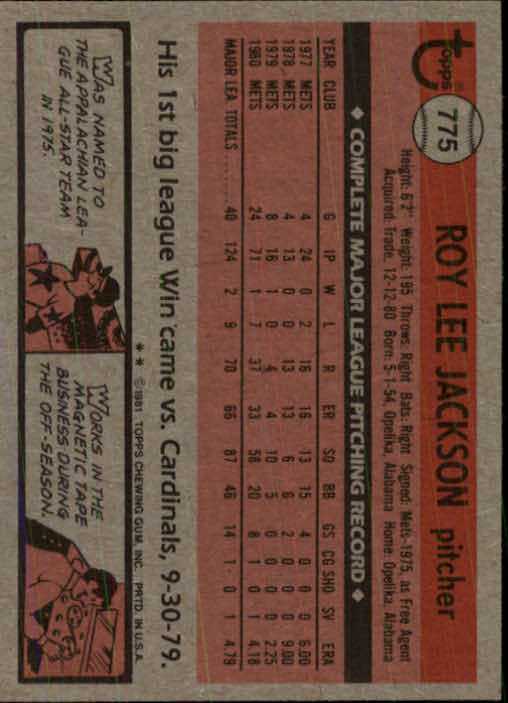 topps
775
ROY LEE JACKSON pitcher
Height: 6'2" Weight: 195 Throws: Right Bats: Right Signed: Mets-1975, as Free Agent
Acquired: Trade, 12-12-80 Born: 5-1-54, Opelika, Alabama Home: Opelika, Alabama
◆ COMPLETE MAJOR LEAGUE PITCHING RECORD ◆
YEAR CLUB G IP W L R ER SO BB GS CG SHO SV ERA
1977 METS 4 24 0 2 16 16 13 15 4 0 0 0 6.00
1978 METS 4 13 0 0 13 13 6 6 2 0 0 0 9.00
1979 METS 8 16 1 0 4 4 10 5 0 0 0 0 2.25
1980 METS 24 71 1 7 37 33 58 20 8 1 0 1 4.18
MAJOR LEA. TOTALS ...... 40 124 2 9 70 66 87 46 14 1 0 1 4.79
His 1st big league Win came vs. Cardinals, 9-30-79.
** ©1981 TOPPS CHEWING GUM, INC. PRTD. IN U.S.A.
WAS NAMED TO
THE APPALACHIAN LEA-
GUE ALL-STAR TEAM
IN 1975.
WORKS IN THE
MAGNETIC TAPE
BUSINESS DURING
THE OFF-SEASON.